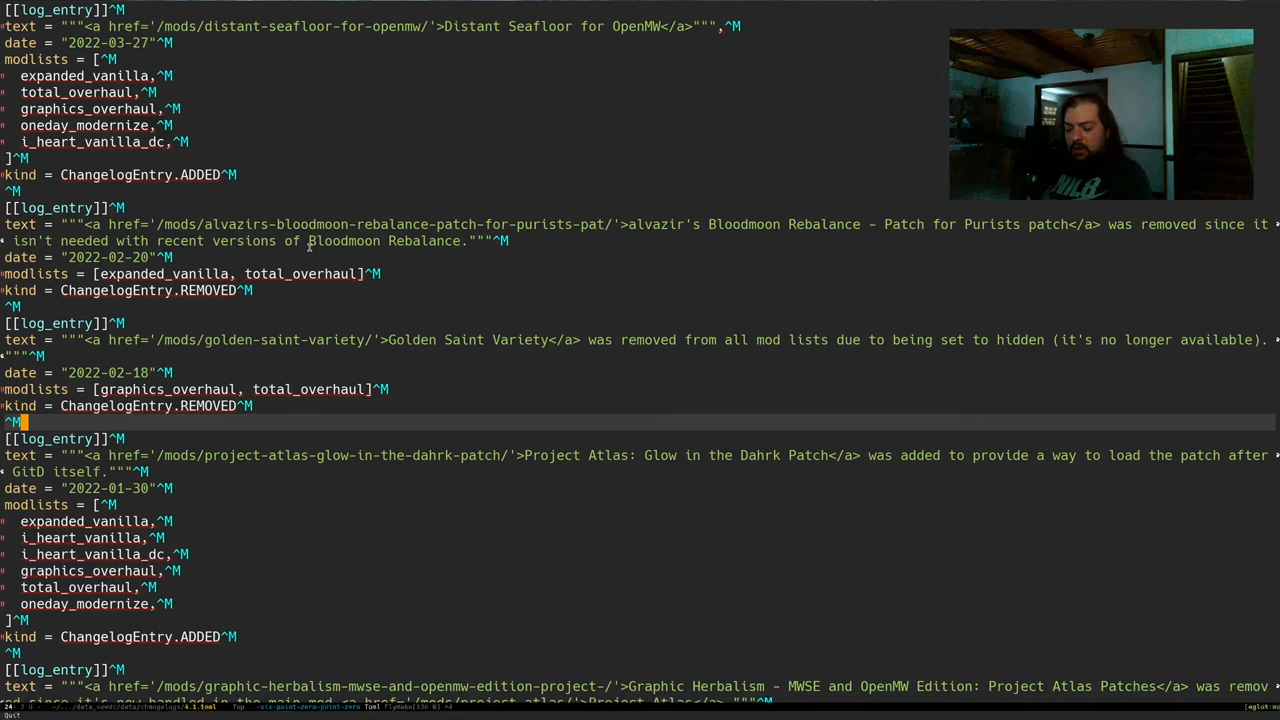 [[log_entry]]^M
text = """<a href='/mods/distant-seafloor-for-openmw/'>Distant Seafloor for OpenMW</a>""",^M
date = "2022-03-27"^M
modlists = [^M
expanded_vanilla,^M
total_overhaul,^M
graphics_overhaul,^M
oneday_modernize,^M
i_heart_vanilla_dc,^M
]^M
kind = ChangelogEntry.ADDED^M
^M
[[log_entry]]^M
text = """<a href='/mods/alvazirs-bloodmoon-rebalance-patch-for-purists-pat/'>alvazir's Bloodmoon Rebalance - Patch for Purists patch</a> was removed since it
isn't needed with recent versions of Bloodmoon Rebalance."""^M
date = "2022-02-20"^M
modlists = [expanded_vanilla, total_overhaul]^M
kind = ChangelogEntry.REMOVED^M
^M
[[log_entry]]^M
text = """<a href='/mods/golden-saint-variety/'>Golden Saint Variety</a> was removed from all mod lists due to being set to hidden (it's no longer available).
"""^M
date = "2022-02-18"^M
modlists = [graphics_overhaul, total_overhaul]^M
kind = ChangelogEntry.REMOVED^M
^M
[[log_entry]]^M
text = """<a href='/mods/project-atlas-glow-in-the-dahrk-patch/'>Project Atlas: Glow in the Dahrk Patch</a> was added to provide a way to load the patch after
GitD itself."""^M
date = "2022-01-30"^M
modlists = [^M
expanded_vanilla,^M
i_heart_vanilla,^M
i_heart_vanilla_dc,^M
graphics_overhaul,^M
total_overhaul,^M
oneday_modernize,^M
]^M
kind = ChangelogEntry.ADDED^M
^M
[[log_entry]]^M
text = """<a href='/mods/graphic-herbalism-mwse-and-openmw-edition-project-/'>Graphic Herbalism - MWSE and OpenMW Edition: Project Atlas Patches</a> was remov
Quit